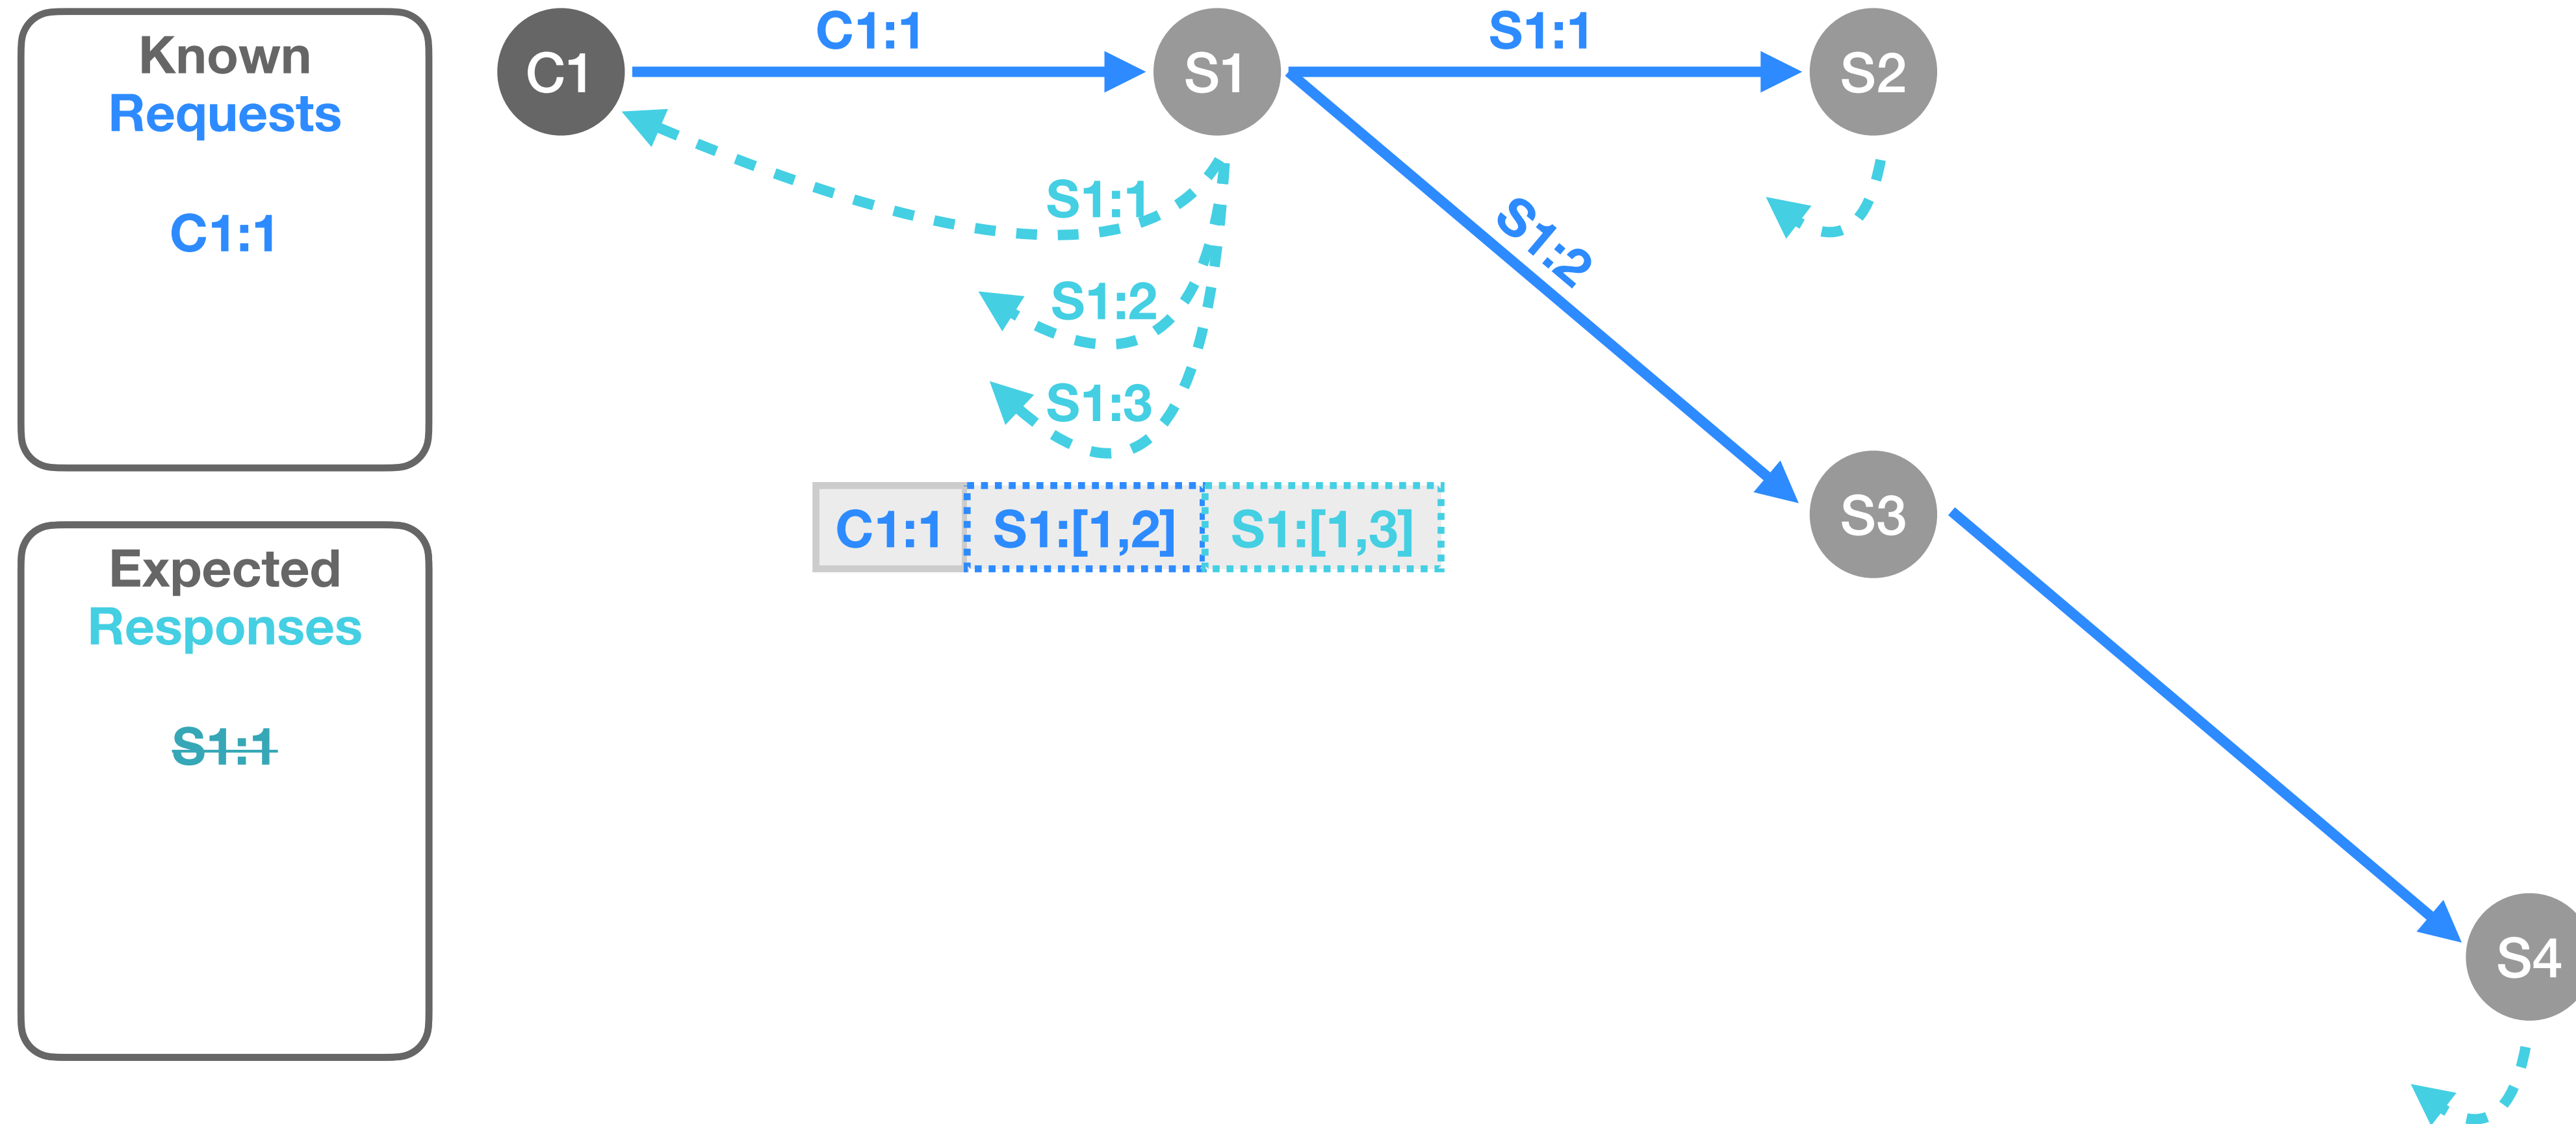 Known
Requests
C1:1
Expected
Responses
S1:1
C1
C1:1
S1
S1:1
S2
S1:1
S1:2
S1:3
S1:2
C1:1 S1:[1,2] S1:[1,3]
S3
S4